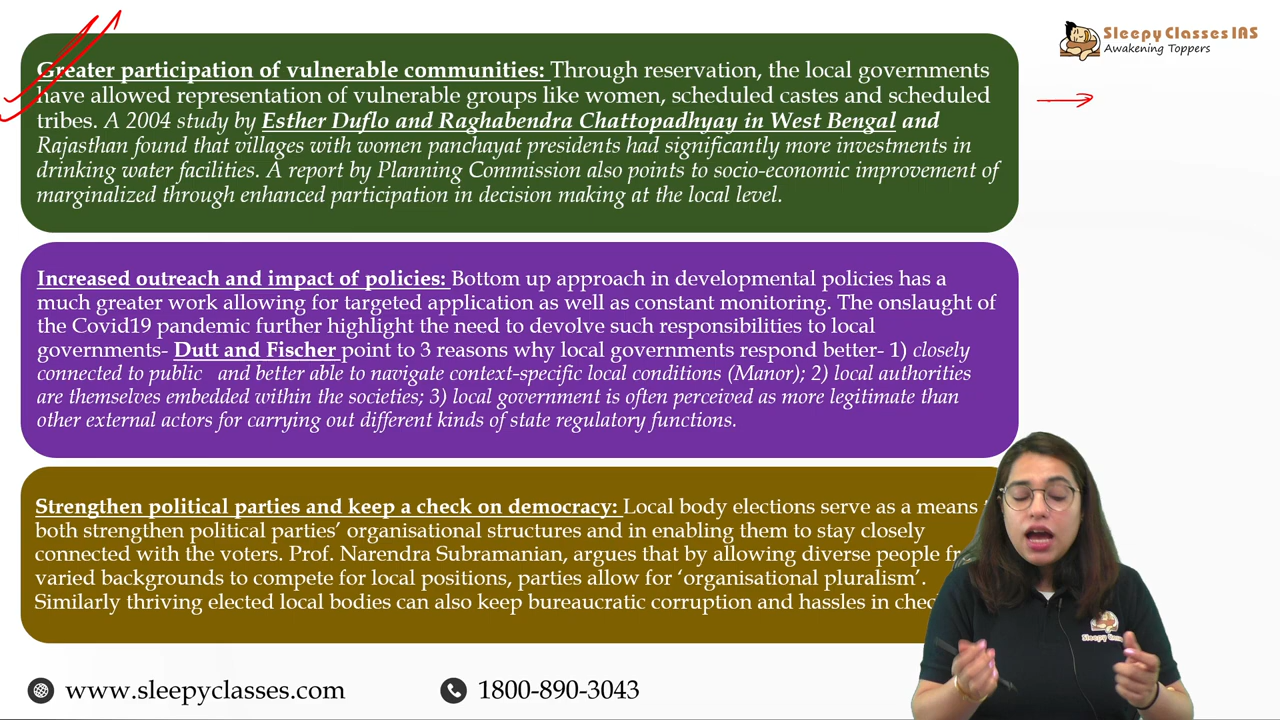 Sleepy Classes IAS
Awakening Toppers
Greater participation of vulnerable communities: Through reservation, the local governments
have allowed representation of vulnerable groups like women, scheduled castes and scheduled
tribes. A 2004 study by Esther Duflo and Raghabendra Chattopadhyay in West Bengal and
Rajasthan found that villages with women panchayat presidents had significantly more investments in
drinking water facilities. A report by Planning Commission also points to socio-economic improvement of
marginalized through enhanced participation in decision making at the local level.
Increased outreach and impact of policies: Bottom up approach in developmental policies has a
much greater work allowing for targeted application as well as constant monitoring. The onslaught of
the Covid19 pandemic further highlight the need to devolve such responsibilities to local
governments- Dutt and Fischer point to 3 reasons why local governments respond better- 1) closely
connected to public and better able to navigate context-specific local conditions (Manor); 2) local authorities
are themselves embedded within the societies; 3) local government is often perceived as more legitimate than
other external actors for carrying out different kinds of state regulatory functions.
Strengthen political parties and keep a check on democracy: Local body elections serve as a means
both strengthen political parties' organisational structures and in enabling them to stay closely
connected with the voters. Prof. Narendra Subramanian, argues that by allowing diverse people
varied backgrounds to compete for local positions, parties allow for 'organisational pluralism'.
Similarly thriving elected local bodies can also keep bureaucratic corruption and hassles in
www.sleepyclasses.com
1800-890-3043